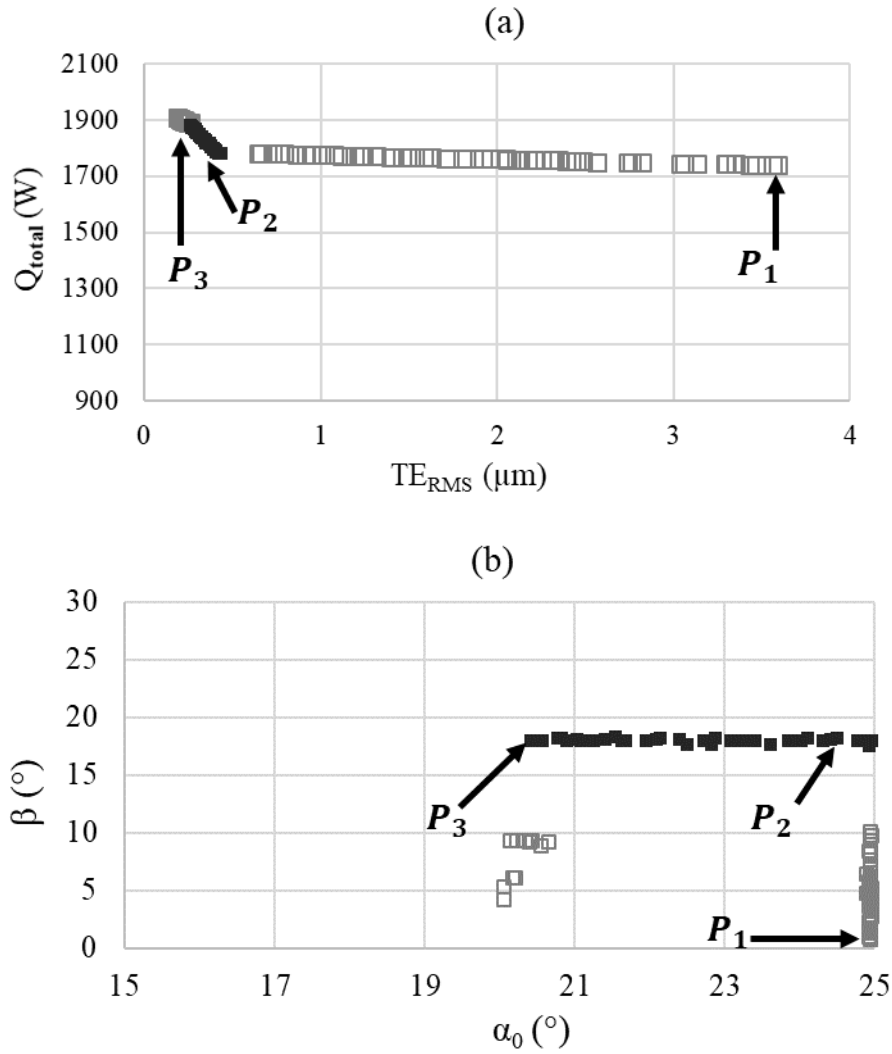 (a)
2100
1900
1700
1500
1300
1100
900
Q_total (W)
P_1
P_2
P_3
0 1 2 3 4
TE_RMS (μm)
(b)
30
25
20
15
10
5
0
β (°)
P_3
P_2
P_1
15 17 19 21 23 25
α_0 (°)